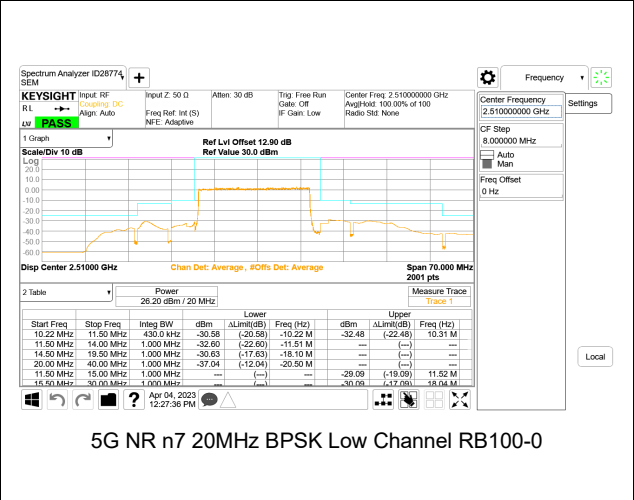 Spectrum Analyzer ID28774
SEM
Frequency
KEYSIGHT
Input: RF
Input Z: 50 Ω
Atten: 30 dB
Trig: Free Run
Center Freq: 2.510000000 GHz
RL
Coupling: DC
Gate: Off
Avg|Hold: 100.00% of 100
Align: Auto
Freq Ref: Int (S)
IF Gain: Low
Radio Std: None
NFE: Adaptive
PASS
Center Frequency
2.510000000 GHz
Settings
CF Step
8.000000 MHz
Auto
Man
Freq Offset
0 Hz
Local
1 Graph
Ref Lvl Offset 12.90 dB
Scale/Div 10 dB
Ref Value 30.0 dBm
Log
20.0
10.0
0.00
-10.0
-20.0
-30.0
-40.0
-50.0
-60.0
Disp Center 2.51000 GHz
Chan Det: Average, #Offs Det: Average
Span 70.000 MHz
2001 pts
2 Table
Power
26.20 dBm / 20 MHz
Measure Trace
Trace 1
Lower Upper
Start Freq Stop Freq Integ BW dBm ΔLimit(dB) Freq (Hz) dBm ΔLimit(dB) Freq (Hz)
10.22 MHz 11.50 MHz 430.0 kHz -30.58 (-20.58) -10.22 M -32.48 (-22.48) 10.31 M
11.50 MHz 14.00 MHz 1.000 MHz -32.60 (-22.60) -11.51 M --- (---) ---
14.50 MHz 19.50 MHz 1.000 MHz -30.63 (-17.63) -18.10 M --- (---) ---
20.00 MHz 40.00 MHz 1.000 MHz -37.04 (-12.04) -20.50 M --- (---) ---
11.50 MHz 15.00 MHz 1.000 MHz --- (---) --- -29.09 (-19.09) 11.52 M
15.50 MHz 30.00 MHz 1.000 MHz --- (---) --- -30.09 (-17.09) 18.04 M
Apr 04, 2023
12:27:36 PM
5G NR n7 20MHz BPSK Low Channel RB100-0